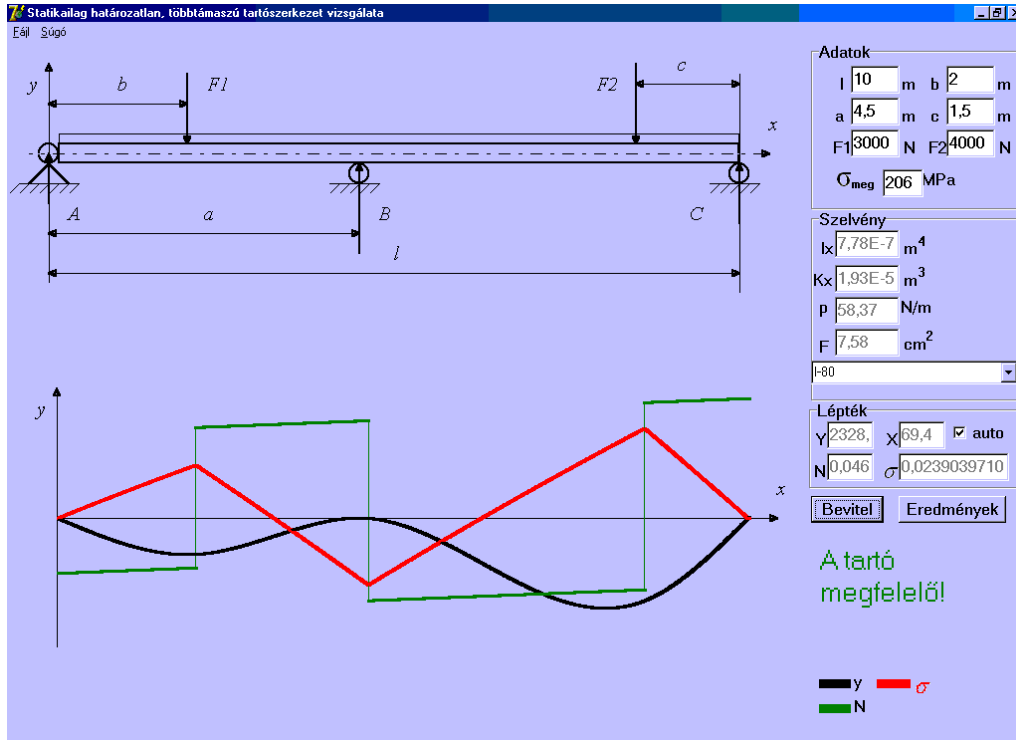 Statikailag határozatlan, többtámaszú tartószerkezet vizsgálata
Fájl Súgó
y b F1 F2 c x
A a B C
l
y x
Adatok
l 10 m b 2 m
a 4,5 m c 1,5 m
F1 3000 N F2 4000 N
σmeg 206 MPa
Szelvény
Ix 7,78E-7 m4
Kx 1,93E-5 m3
p 58,37 N/m
F 7,58 cm2
I-80
Lépték
Y 2328, X 69,4 auto
N 0,046 σ 0,0239039710
Bevitel Eredmények
A tartó
megfelelő!
y σ
N